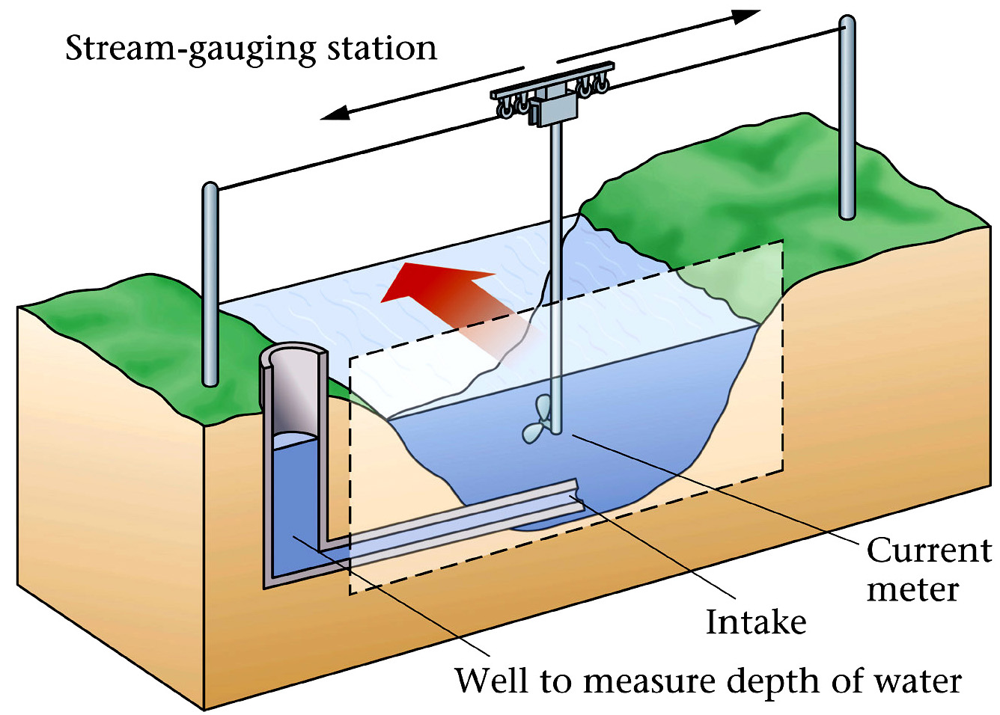 Stream-gauging station
Current
meter
Intake
Well to measure depth of water